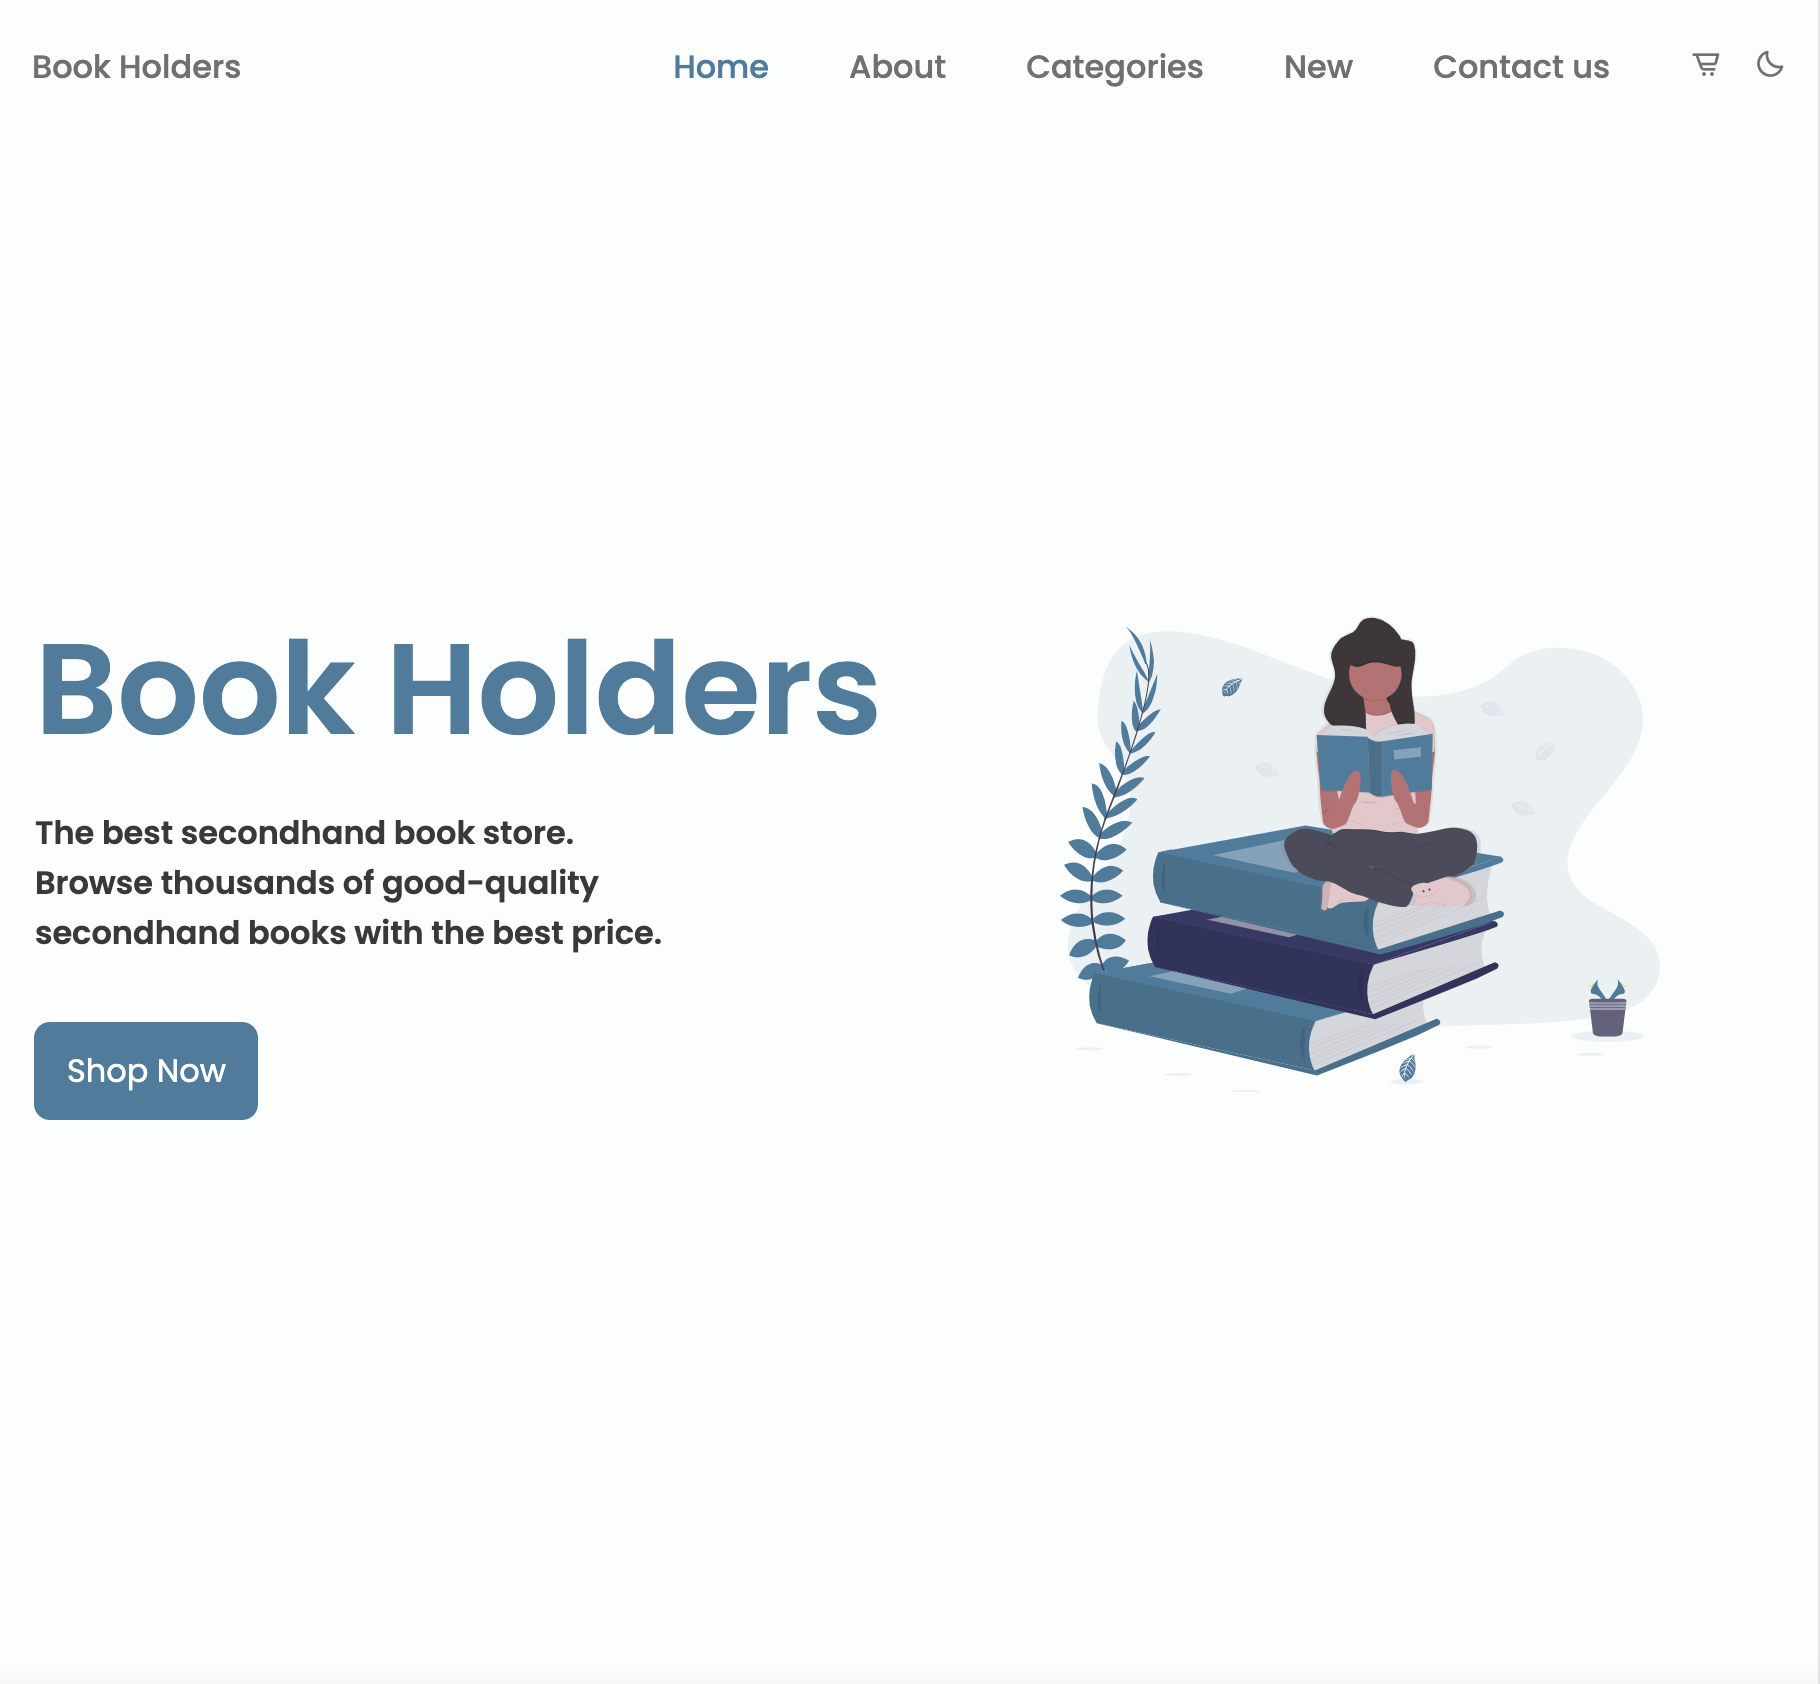 Book Holders
Home
About
Categories
New
Contact us
Book Holders
The best secondhand book store.
Browse thousands of good-quality
secondhand books with the best price.
Shop Now